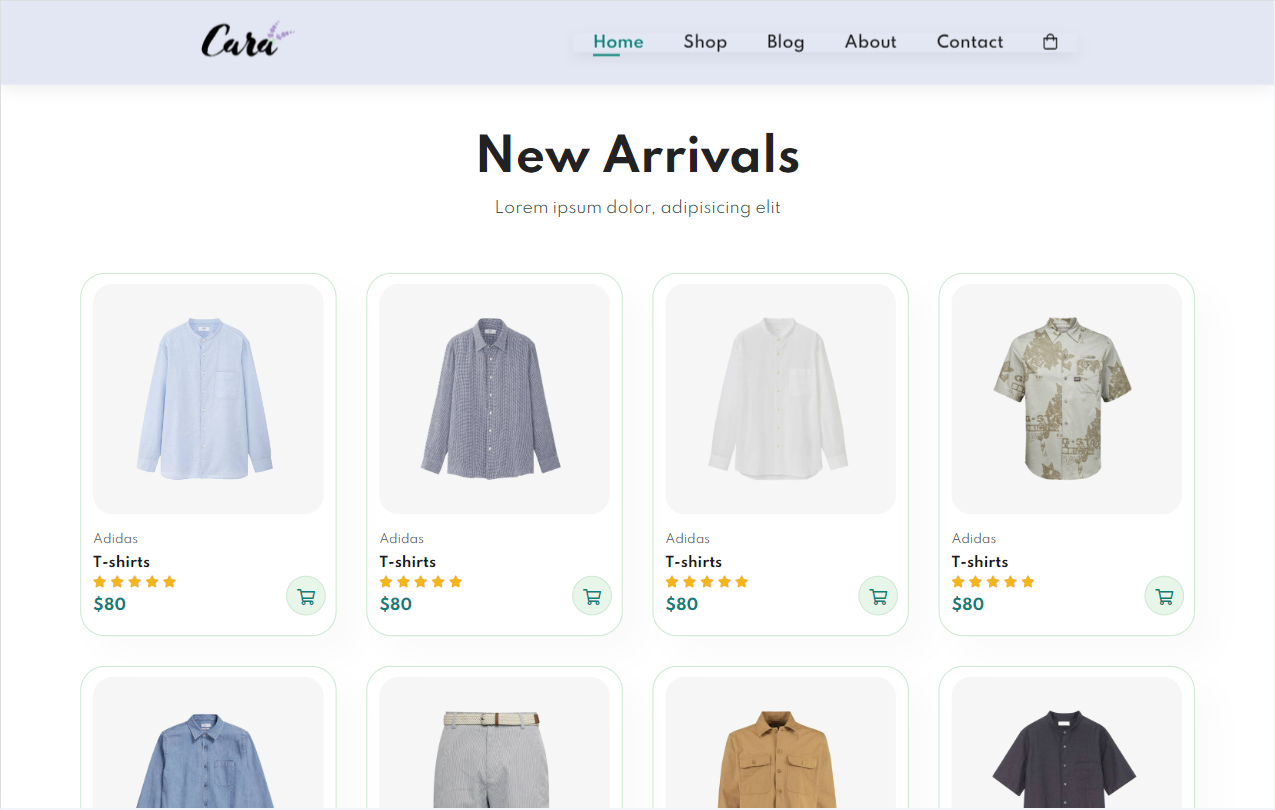 Cara
Home Shop Blog About Contact
New Arrivals
Lorem ipsum dolor, adipisicing elit
Adidas Adidas Adidas Adidas
T-shirts T-shirts T-shirts T-shirts
$80 $80 $80 $80